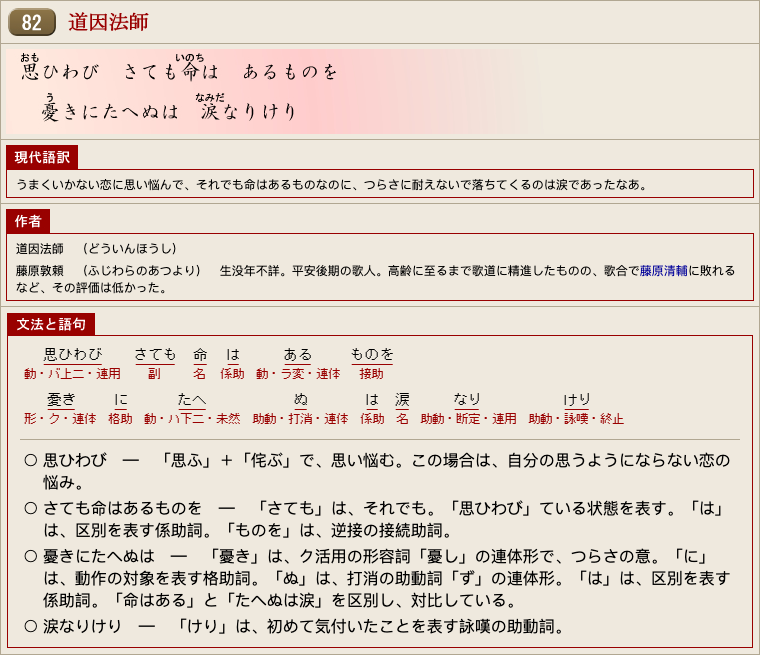 82 道因法師
思ひわび　さても命は　あるものを
おも いのち
憂きにたへぬは　涙なりけり
う なみだ
現代語訳
うまくいかない恋に思い悩んで、それでも命はあるものなのに、つらさに耐えないで落ちてくるのは涙であったなあ。
作者
道因法師　（どういんほうし）
藤原敦頼　（ふじわらのあつより）　生没年不詳。平安後期の歌人。高齢に至るまで歌道に精進したものの、歌合で藤原清輔に敗れる
など、その評価は低かった。
文法と語句
思ひわび　さても　命　は　ある　ものを
動・バ上二・連用　副　名　係助　動・ラ変・連体　接助
憂き　に　たへ　ぬ　は　涙　なり　けり
形・ク・連体　格助　動・ハ下二・未然　助動・打消・連体　係助　名　助動・断定・連用　助動・詠嘆・終止
○ 思ひわび　―　「思ふ」＋「侘ぶ」で、思い悩む。この場合は、自分の思うようにならない恋の
悩み。
○ さても命はあるものを　―　「さても」は、それでも。「思ひわび」ている状態を表す。「は」
は、区別を表す係助詞。「ものを」は、逆接の接続助詞。
○ 憂きにたへぬは　―　「憂き」は、ク活用の形容詞「憂し」の連体形で、つらさの意。「に」
は、動作の対象を表す格助詞。「ぬ」は、打消の助動詞「ず」の連体形。「は」は、区別を表す
係助詞。「命はある」と「たへぬは涙」を区別し、対比している。
○ 涙なりけり　―　「けり」は、初めて気付いたことを表す詠嘆の助動詞。